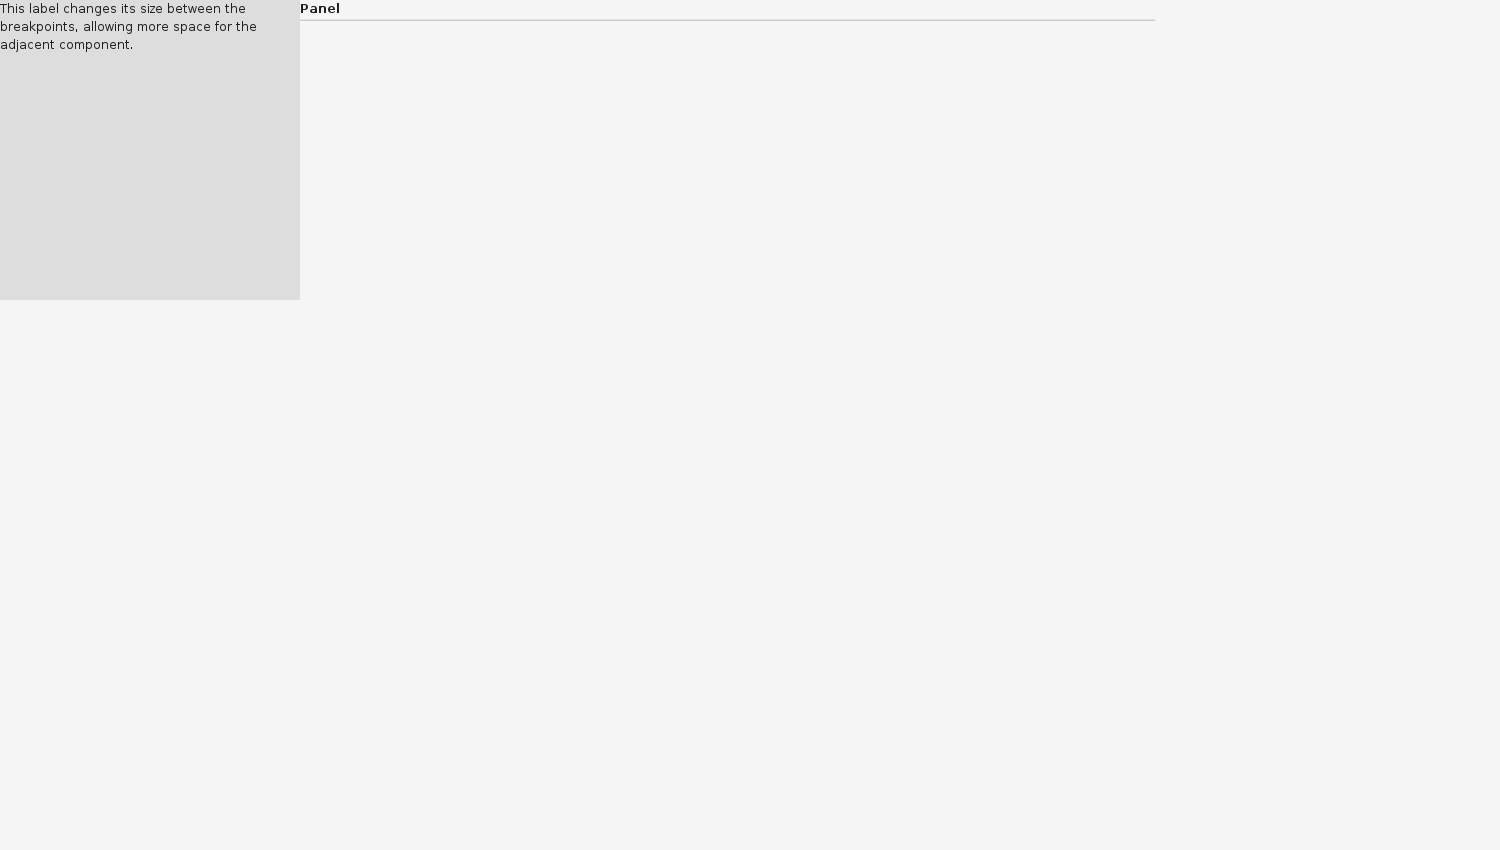 This label changes its size between the
breakpoints, allowing more space for the
adjacent component.
Panel